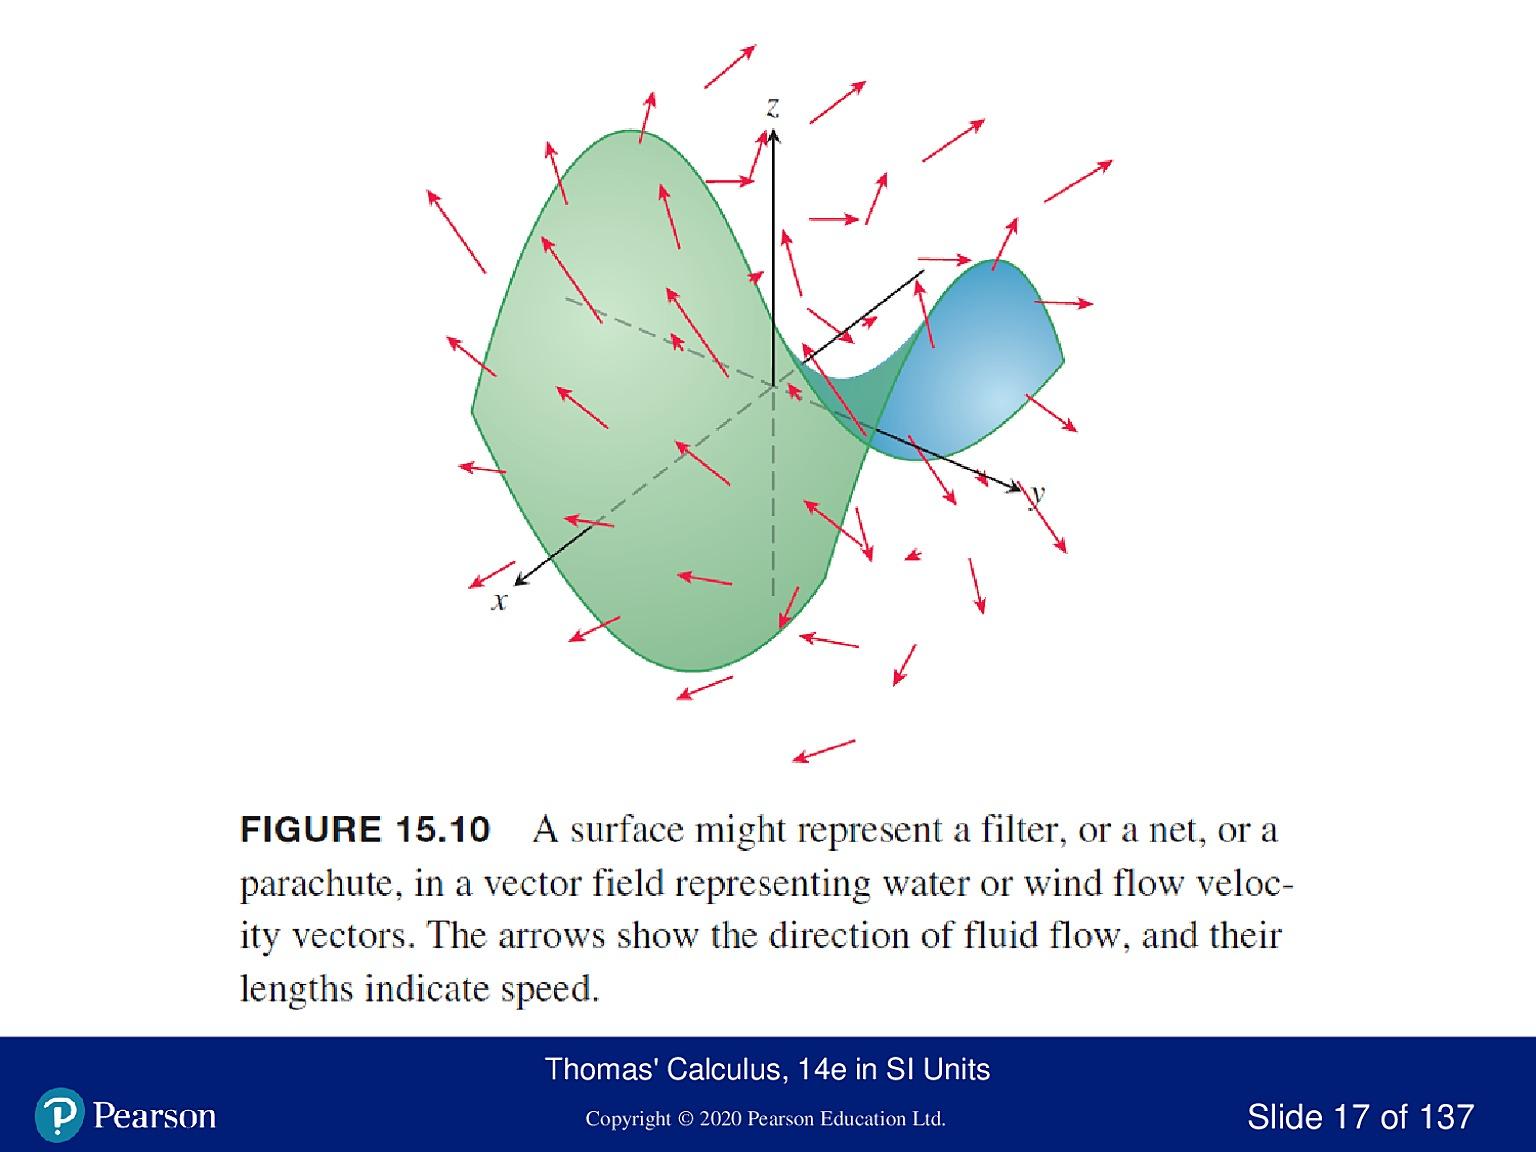 z
y
x
FIGURE 15.10 A surface might represent a filter, or a net, or a
parachute, in a vector field representing water or wind flow veloc-
ity vectors. The arrows show the direction of fluid flow, and their
lengths indicate speed.
Thomas' Calculus, 14e in SI Units
P Pearson
Copyright © 2020 Pearson Education Ltd.
Slide 17 of 137